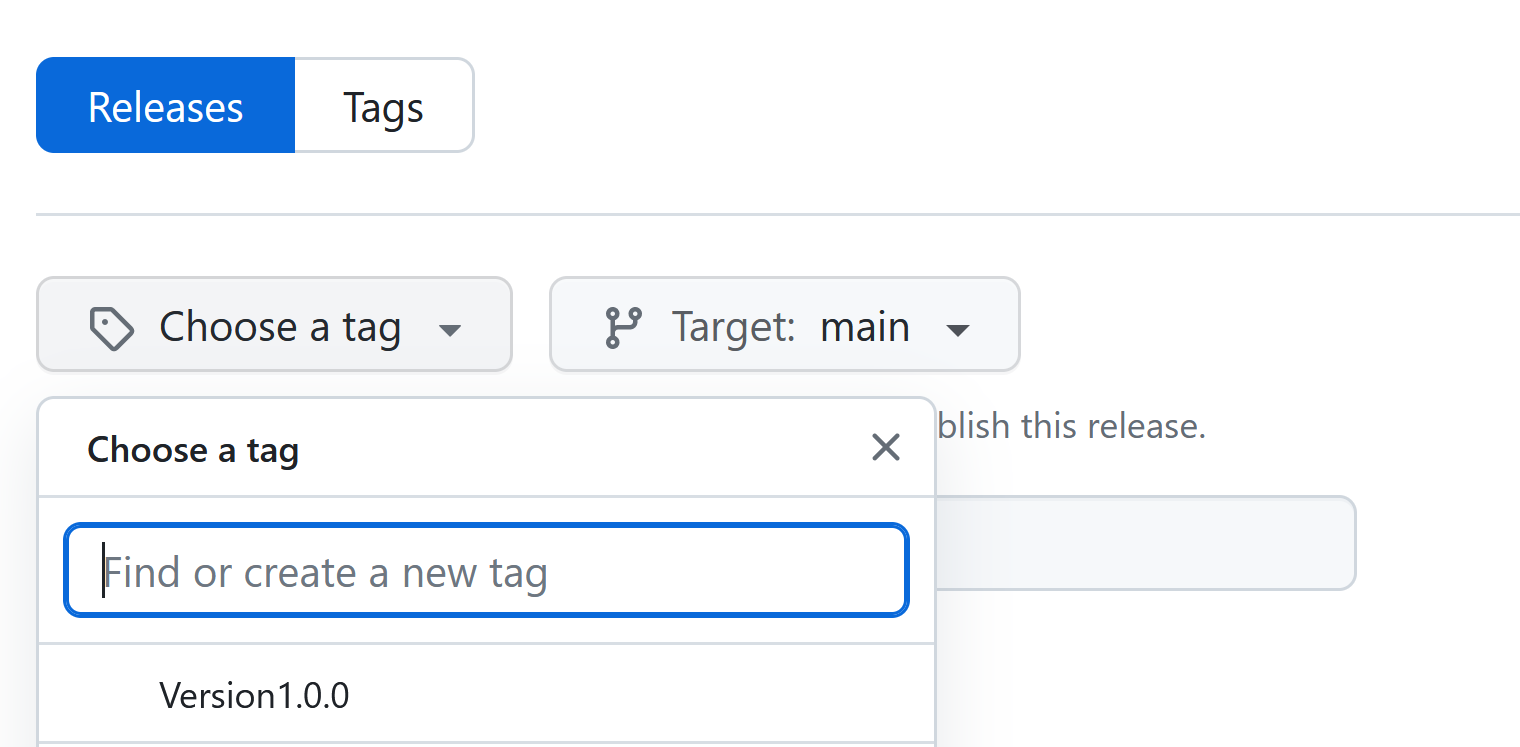 Releases Tags
Choose a tag Target: main
blish this release.
Choose a tag
Find or create a new tag
Version1.0.0